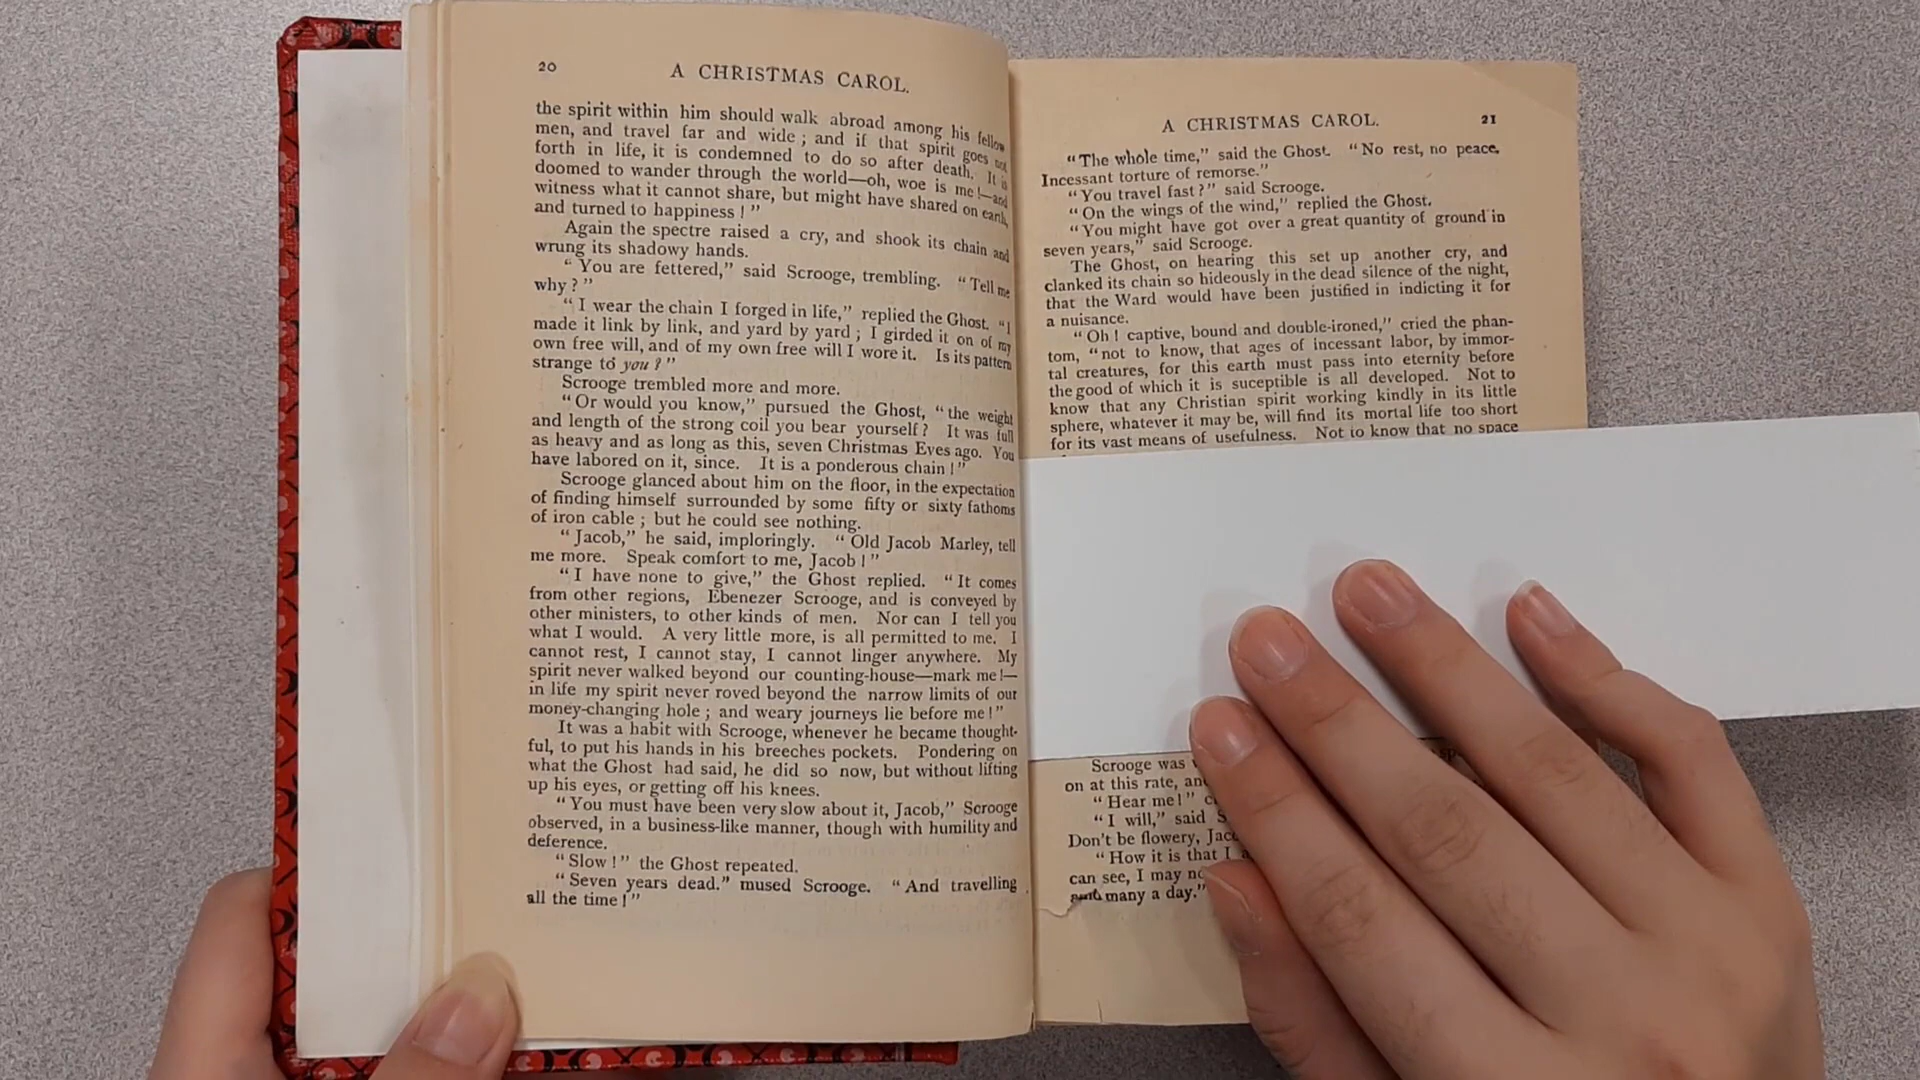 20
A CHRISTMAS CAROL.
the spirit within him should walk abroad among his fellow
men, and travel far and wide ; and if that spirit goes not
forth in life, it is condemned to do so after death. It is
doomed to wander through the world—oh, woe is me !—and
witness what it cannot share, but might have shared on earth,
and turned to happiness ! ”
Again the spectre raised a cry, and shook its chain and
wrung its shadowy hands.
“ You are fettered,” said Scrooge, trembling. “ Tell me
why ? ”
“ I wear the chain I forged in life,” replied the Ghost. “ I
made it link by link, and yard by yard ; I girded it on of my
own free will, and of my own free will I wore it. Is its pattern
strange to you ? ”
Scrooge trembled more and more.
“ Or would you know,” pursued the Ghost, “ the weight
and length of the strong coil you bear yourself ? It was full
as heavy and as long as this, seven Christmas Eves ago. You
have labored on it, since. It is a ponderous chain ! ”
Scrooge glanced about him on the floor, in the expectation
of finding himself surrounded by some fifty or sixty fathoms
of iron cable ; but he could see nothing.
“ Jacob,” he said, imploringly. “ Old Jacob Marley, tell
me more. Speak comfort to me, Jacob ! ”
“ I have none to give,” the Ghost replied. “ It comes
from other regions, Ebenezer Scrooge, and is conveyed by
other ministers, to other kinds of men. Nor can I tell you
what I would. A very little more, is all permitted to me. I
cannot rest, I cannot stay, I cannot linger anywhere. My
spirit never walked beyond our counting-house—mark me !—
in life my spirit never roved beyond the narrow limits of our
money-changing hole ; and weary journeys lie before me ! ”
It was a habit with Scrooge, whenever he became thought-
ful, to put his hands in his breeches pockets. Pondering on
what the Ghost had said, he did so now, but without lifting
up his eyes, or getting off his knees.
“ You must have been very slow about it, Jacob,” Scrooge
observed, in a business-like manner, though with humility and
deference.
“ Slow ! ” the Ghost repeated.
“ Seven years dead.” mused Scrooge. “ And travelling
all the time ! ”
A CHRISTMAS CAROL.
21
“ The whole time,” said the Ghost. “ No rest, no peace.
Incessant torture of remorse.”
“ You travel fast ? ” said Scrooge.
“ On the wings of the wind,” replied the Ghost.
“ You might have got over a great quantity of ground in
seven years,” said Scrooge.
The Ghost, on hearing this set up another cry, and
clanked its chain so hideously in the dead silence of the night,
that the Ward would have been justified in indicting it for
a nuisance.
“ Oh ! captive, bound and double-ironed,” cried the phan-
tom, “ not to know, that ages of incessant labor, by immor-
tal creatures, for this earth must pass into eternity before
the good of which it is suceptible is all developed. Not to
know that any Christian spirit working kindly in its little
sphere, whatever it may be, will find its mortal life too short
for its vast means of usefulness. Not to know that no space
Scrooge was
on at this rate,
“ Hear me ! ”
“ I will,” said
Don't be flowery,
“ How it is that I
can see, I may
and many a day.”